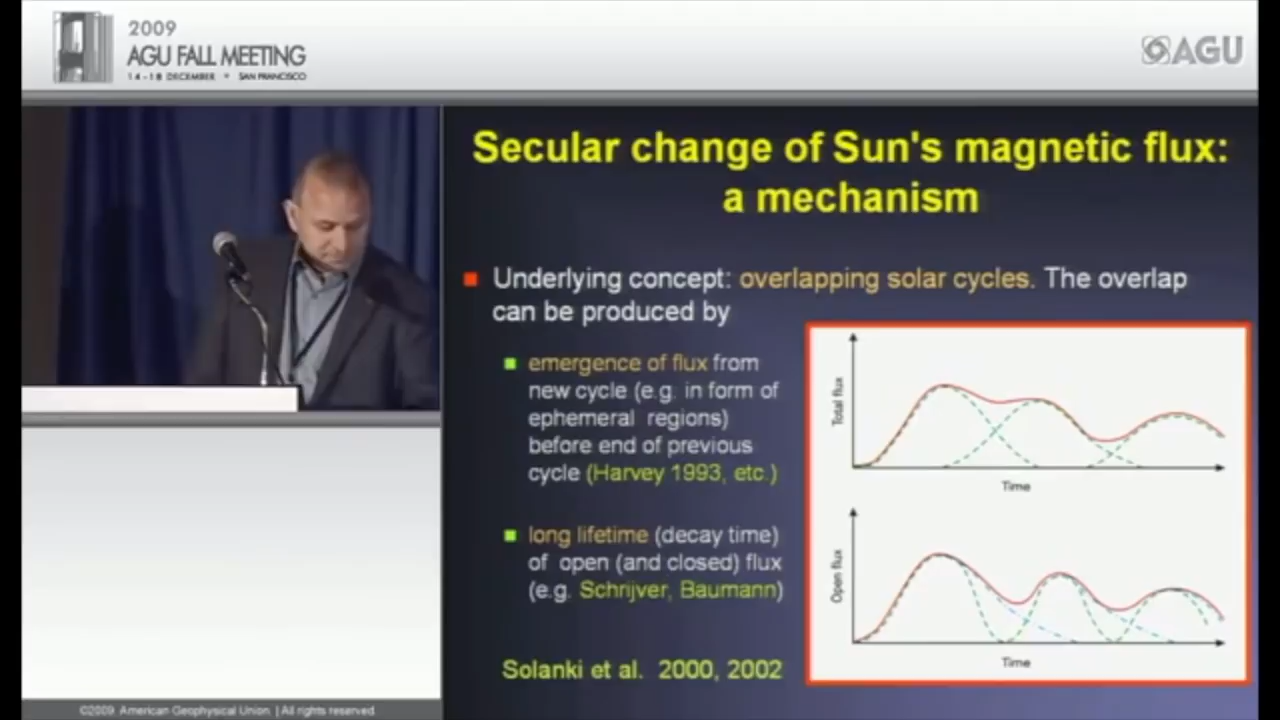 2009
AGU FALL MEETING
14-18 DECEMBER • SAN FRANCISCO
AGU
Secular change of Sun's magnetic flux:
a mechanism
Underlying concept: overlapping solar cycles. The overlap
can be produced by
emergence of flux from
new cycle (e.g. in form of
ephemeral regions)
before end of previous
cycle (Harvey 1993, etc.)
long lifetime (decay time)
of open (and closed) flux
(e.g. Schrijver, Baumann)
Solanki et al. 2000, 2002
Total flux
Time
Open flux
Time
©2009 American Geophysical Union. | All rights reserved.